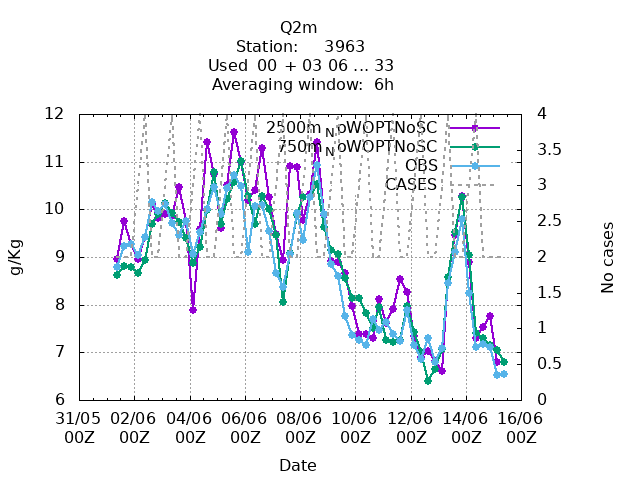 Q2m
Station: 3963
Used 00 + 03 06 ... 33
Averaging window: 6h
2500m_NoWOPTNoSC
750m_NoWOPTNoSC
OBS
CASES
12
11
10
9
8
7
6
g/Kg
4
3.5
3
2.5
2
1.5
1
0.5
0
No cases
31/05 02/06 04/06 06/06 08/06 10/06 12/06 14/06 16/06
00Z 00Z 00Z 00Z 00Z 00Z 00Z 00Z 00Z
Date